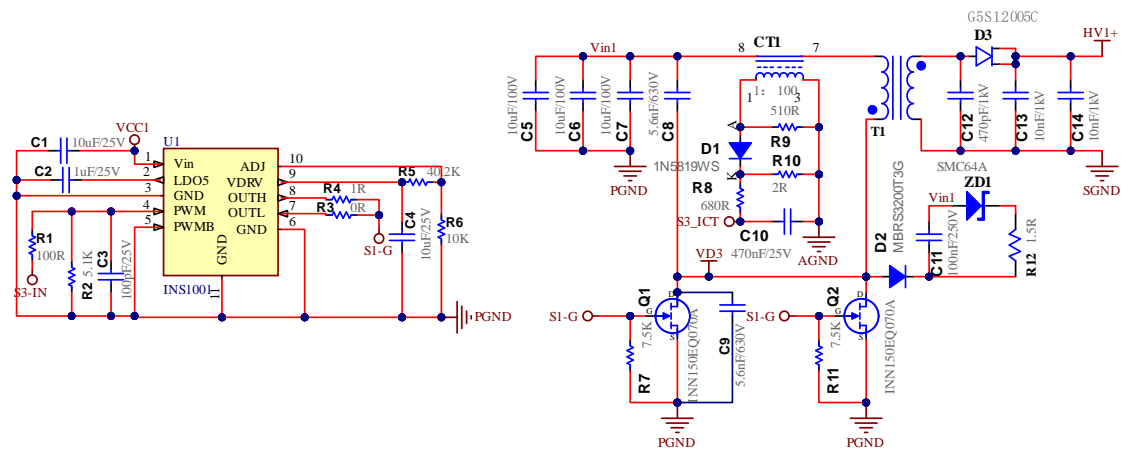 VCC1
C1
10uF/25V
C2
1uF/25V
U1
1
2
3
4
5
Vin
LDO5
GND
PWM
PWMB
ADJ
VDRV
OUTH
OUTL
GND
GND
10
9
8
7
6
11
INS1001
R1
100R
S3-IN
R2
5.1K
C3
100pF/25V
R5
40.2K
R4
1R
R3
0R
S1-G
C4
10uF/25V
R6
10K
PGND
Vin1
C5
10uF/100V
C6
10uF/100V
C7
10uF/100V
C8
5.6nF/630V
PGND
8
CT1
7
1: 100
1
3
510R
R9
A
D1
K
1N5819WS
R10
2R
R8
680R
S3_ICT
C10
470nF/25V
AGND
T1
G5S12005C
D3
HV1+
C12
470pF/1kV
C13
10nF/1kV
C14
10nF/1kV
SGND
SMC64A
ZD1
Vin1
C11
100nF/250V
R12
1.5R
D2
MBRS3200T3G
VD3
S1-G
Q1
D
G
S
7.5K
R7
INN150EQ070A
C9
5.6nF/630V
PGND
S1-G
Q2
D
G
S
7.5K
R11
INN150EQ070A
PGND